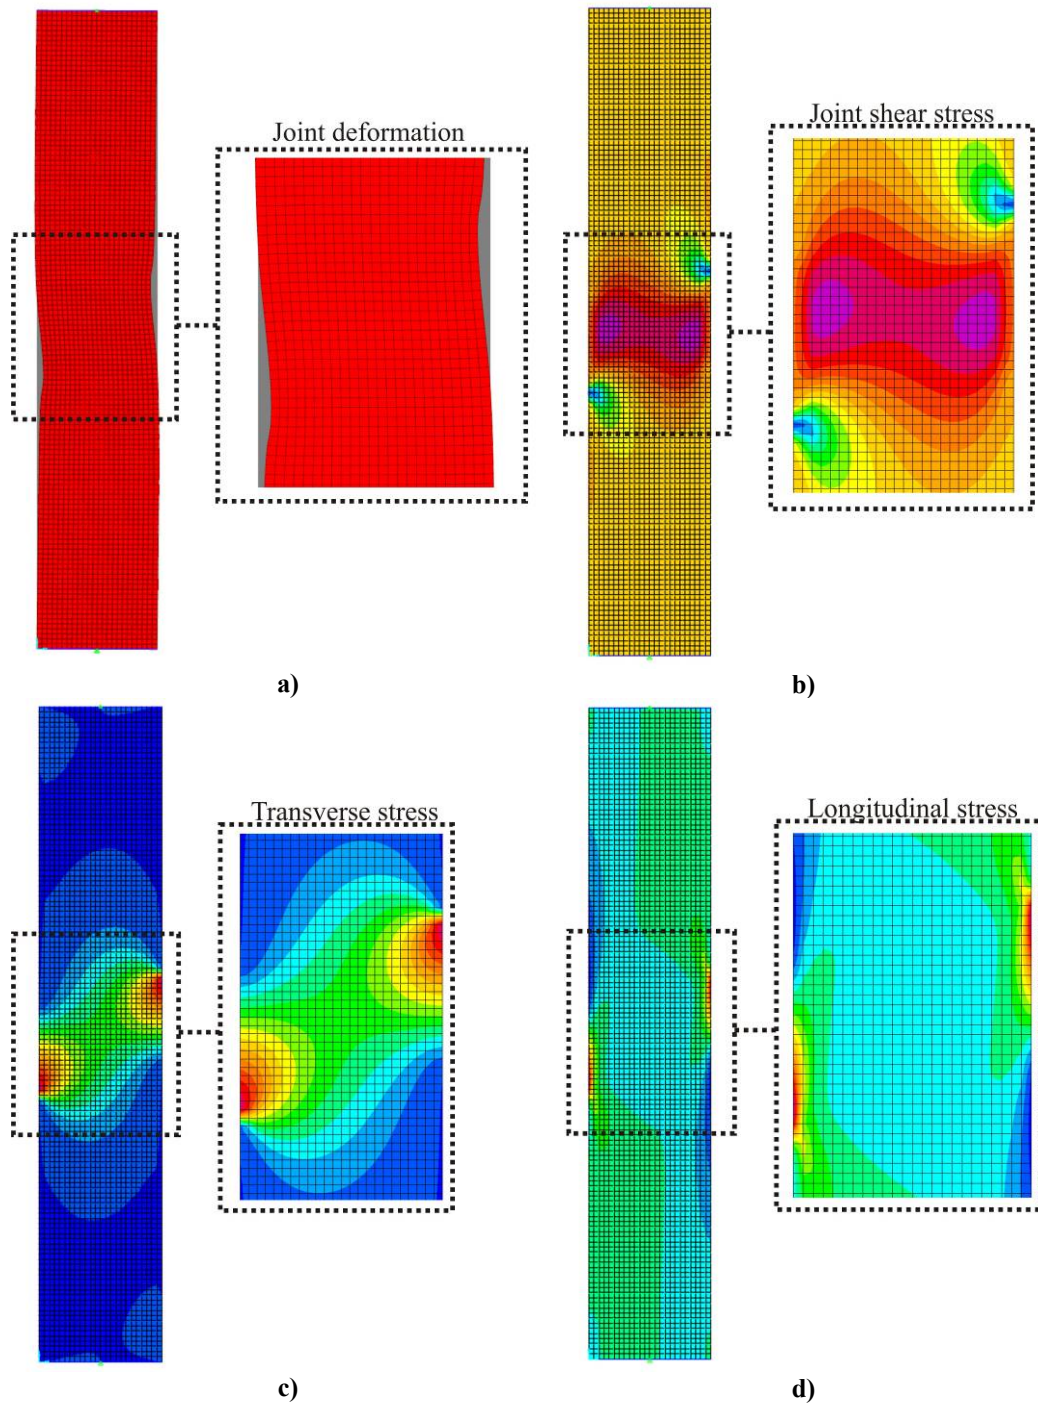 Joint deformation
Joint shear stress
a)
b)
Transverse stress
Longitudinal stress
c)
d)